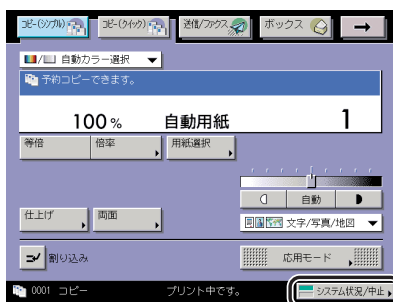 コピー(シンプル) コピー(クイック) 送信/ファクス ボックス
自動カラー選択
予約コピーできます。
100% 自動用紙 1
等倍 倍率 用紙選択
自動
仕上げ 両面 文字/写真/地図
割り込み 応用モード
0001 コピー プリント中です。 システム状況/中止